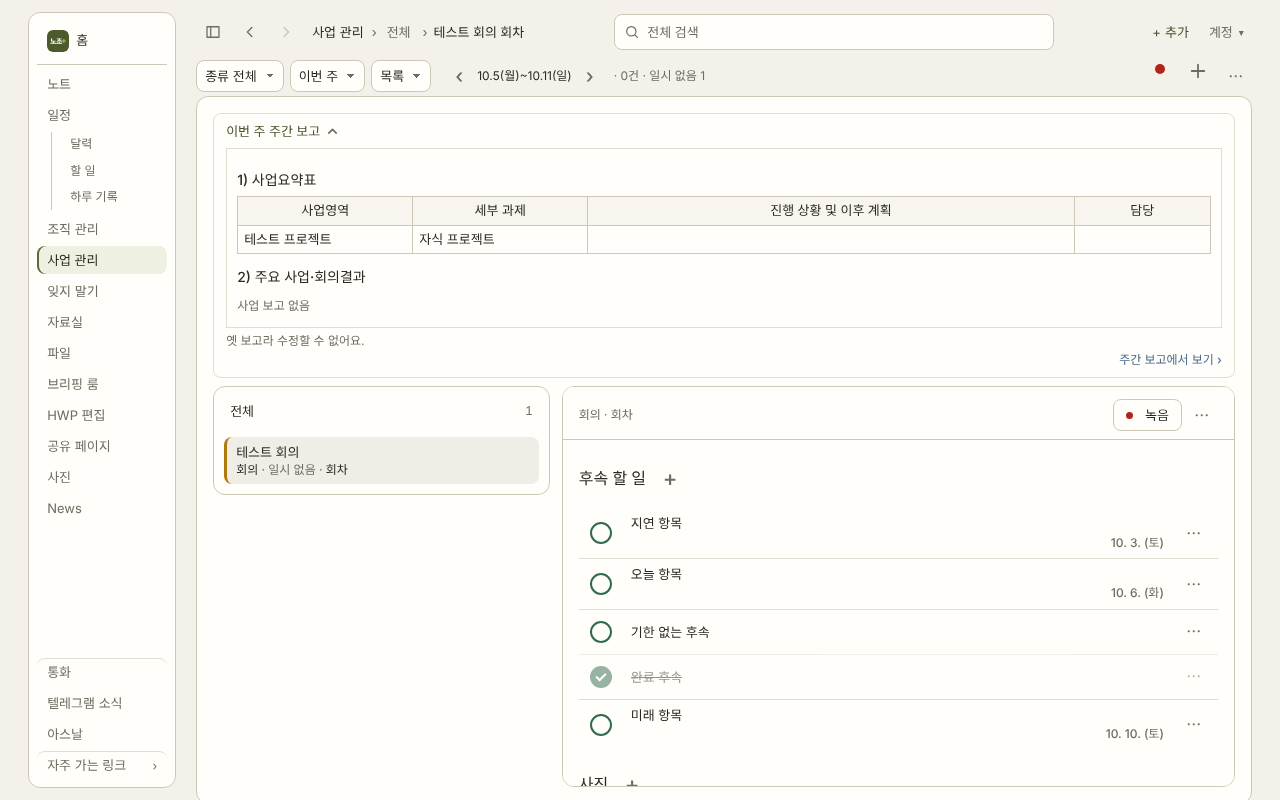 노조+ 홈
노트
일정
달력
할 일
하루 기록
조직 관리
사업 관리
잊지 말기
자료실
파일
브리핑 룸
HWP 편집
공유 페이지
사진
News
통화
텔레그램 소식
아스날
자주 가는 링크 ›
사업 관리 › 전체 › 테스트 회의 회차
전체 검색
+ 추가 계정 ▾
종류 전체 이번 주 목록 ‹ 10.5(월)~10.11(일) › · 0건 · 일시 없음 1
이번 주 주간 보고
1) 사업요약표
사업영역 세부 과제 진행 상황 및 이후 계획 담당
테스트 프로젝트 자식 프로젝트
2) 주요 사업·회의결과
사업 보고 없음
옛 보고라 수정할 수 없어요.
주간 보고에서 보기 ›
전체 1
테스트 회의
회의 · 일시 없음 · 회차
회의 · 회차
녹음 ···
후속 할 일 +
지연 항목
10. 3. (토) ···
오늘 항목
10. 6. (화) ···
기한 없는 후속 ···
완료 후속 ···
미래 항목
10. 10. (토) ···
사진 +